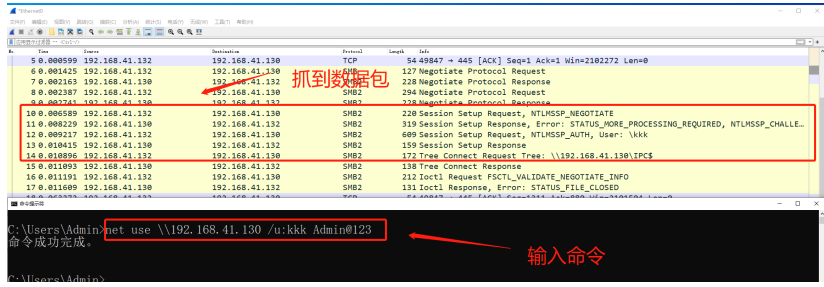 *Ethernet0
文件(F) 编辑(E) 视图(V) 跳转(G) 捕获(C) 分析(A) 统计(S) 电话(Y) 无线(W) 工具(T) 帮助(H)
应用显示过滤器 … <Ctrl-/>
No. Time Source Destination Protocol Length Info
5 0.000599 192.168.41.132 192.168.41.130 TCP 54 49847 → 445 [ACK] Seq=1 Ack=1 Win=2102272 Len=0
6 0.001425 192.168.41.132 192.168.41.130 SMB 127 Negotiate Protocol Request
7 0.002163 192.168.41.130 192.168.41.132 SMB2 228 Negotiate Protocol Response
8 0.002387 192.168.41.132 192.168.41.130 SMB2 294 Negotiate Protocol Request
9 0.002741 192.168.41.130 192.168.41.132 SMB2 228 Negotiate Protocol Response
抓到数据包
10 0.006589 192.168.41.132 192.168.41.130 SMB2 220 Session Setup Request, NTLMSSP_NEGOTIATE
11 0.008229 192.168.41.130 192.168.41.132 SMB2 319 Session Setup Response, Error: STATUS_MORE_PROCESSING_REQUIRED, NTLMSSP_CHALLE…
12 0.009217 192.168.41.132 192.168.41.130 SMB2 609 Session Setup Request, NTLMSSP_AUTH, User: \kkk
13 0.010415 192.168.41.130 192.168.41.132 SMB2 159 Session Setup Response
14 0.010896 192.168.41.132 192.168.41.130 SMB2 172 Tree Connect Request Tree: \\192.168.41.130\IPC$
15 0.011093 192.168.41.130 192.168.41.132 SMB2 138 Tree Connect Response
16 0.011191 192.168.41.132 192.168.41.130 SMB2 212 Ioctl Request FSCTL_VALIDATE_NEGOTIATE_INFO
17 0.011609 192.168.41.130 192.168.41.132 SMB2 131 Ioctl Response, Error: STATUS_FILE_CLOSED
命令提示符
C:\Users\Admin>net use \\192.168.41.130 /u:kkk Admin@123
命令成功完成。
输入命令
C:\Users\Admin>